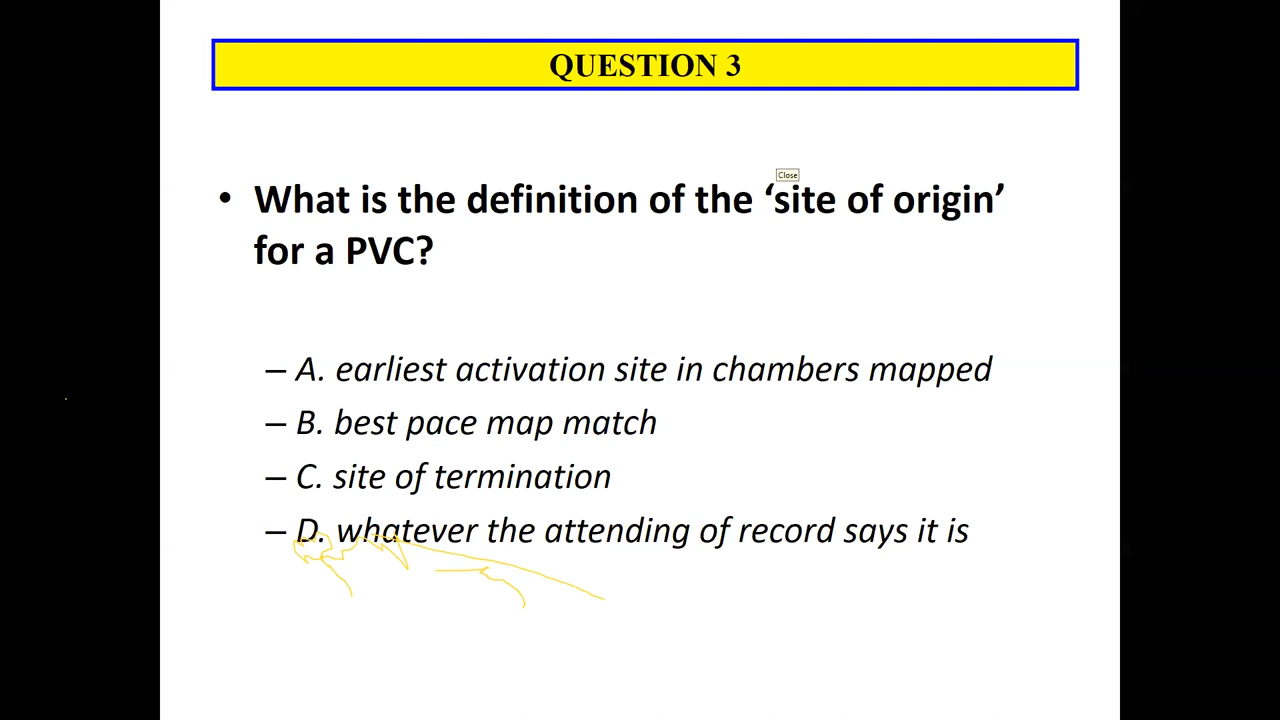 QUESTION 3
Close
• What is the definition of the ‘site of origin’
for a PVC?
– A. earliest activation site in chambers mapped
– B. best pace map match
– C. site of termination
– D. whatever the attending of record says it is